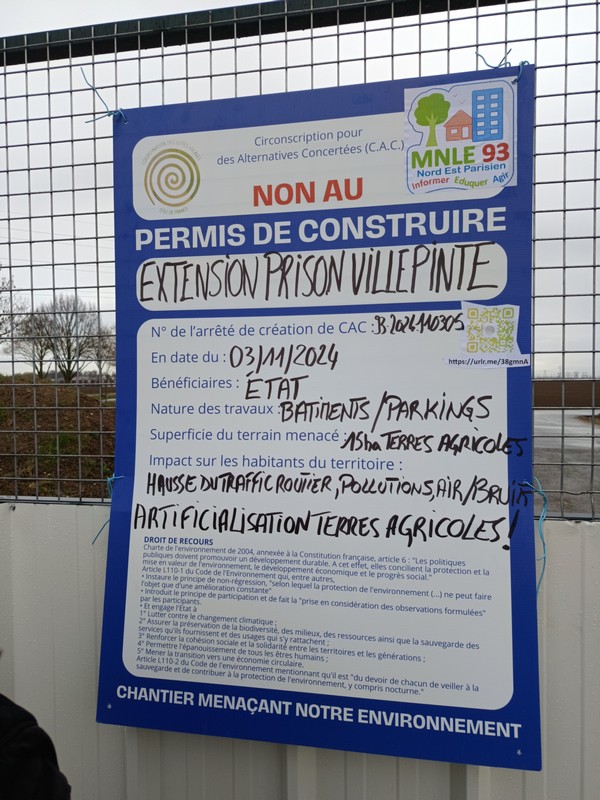 Circonscription pour
des Alternatives Concertées (C.A.C.)
MNLE 93
Nord Est Parisien
Informer Eduquer Agir
NON AU
PERMIS DE CONSTRUIRE
EXTENSION PRISON VILLEPINTE
N° de l'arrêté de création de CAC : B2024110305
https://urlr.me/38gmnA
En date du : 03/11/2024
Bénéficiaires : ÉTAT
Nature des travaux : BATIMENTS/PARKINGS
Superficie du terrain menacé : 15ha TERRES AGRICOLES
Impact sur les habitants du territoire :
HAUSSE DU TRAFFIC ROUTIER, POLLUTIONS, AIR/BRUIT
ARTIFICIALISATION TERRES AGRICOLES !
DROIT DE RECOURS
Charte de l'environnement de 2004, annexée à la Constitution française, article 6 : "Les politiques
publiques doivent promouvoir un développement durable. A cet effet, elles concilient la protection et la
mise en valeur de l'environnement, le développement économique et le progrès social."
Article L110-1 du Code de l'Environnement qui, entre autres,
• Instaure le principe de non-régression, "selon lequel la protection de l'environnement (...) ne peut faire
l'objet que d'une amélioration constante"
• Introduit le principe de participation et de fait la "prise en considération des observations formulées"
par les participants.
• Et engage l'Etat à
1° Lutter contre le changement climatique ;
2° Assurer la préservation de la biodiversité, des milieux, des ressources ainsi que la sauvegarde des
services qu'ils fournissent et des usages qui s'y rattachent ;
3° Renforcer la cohésion sociale et la solidarité entre les territoires et les générations ;
4° Permettre l'épanouissement de tous les êtres humains ;
5° Mener la transition vers une économie circulaire.
Article L110-2 du Code de l'environnement mentionnant qu'il est "du devoir de chacun de veiller à la
sauvegarde et de contribuer à la protection de l'environnement, y compris nocturne."
CHANTIER MENAÇANT NOTRE ENVIRONNEMENT